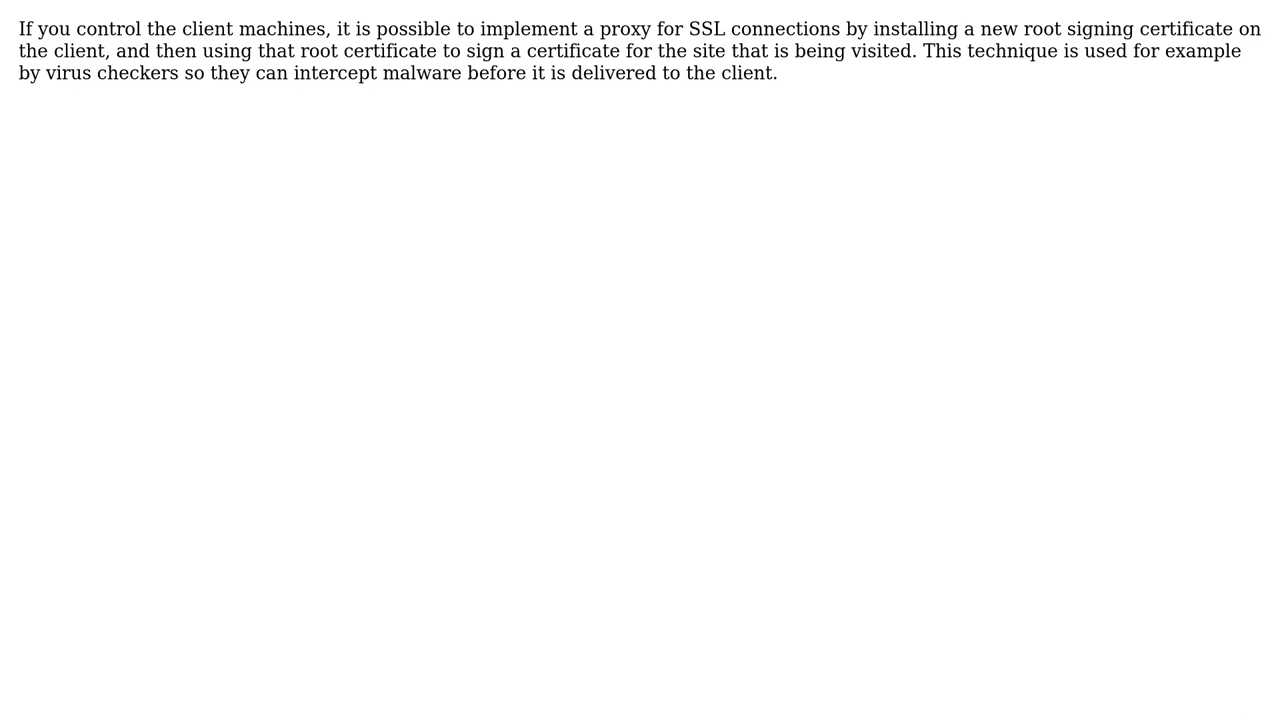 If you control the client machines, it is possible to implement a proxy for SSL connections by installing a new root signing certificate on
the client, and then using that root certificate to sign a certificate for the site that is being visited. This technique is used for example
by virus checkers so they can intercept malware before it is delivered to the client.